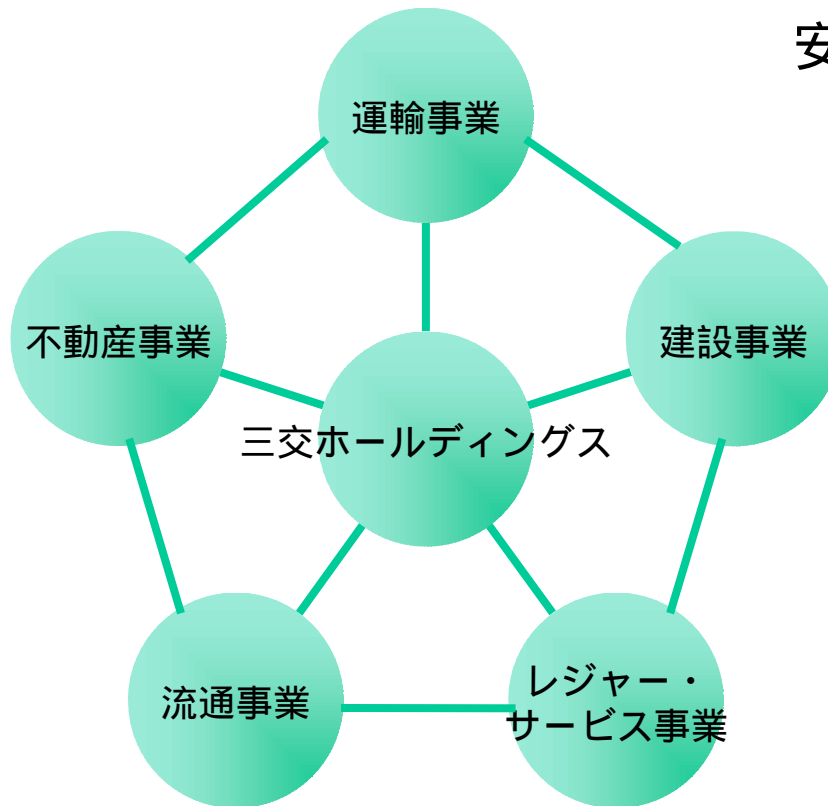 安
運輸事業
不動産事業
建設事業
三交ホールディングス
流通事業
レジャー・
サービス事業